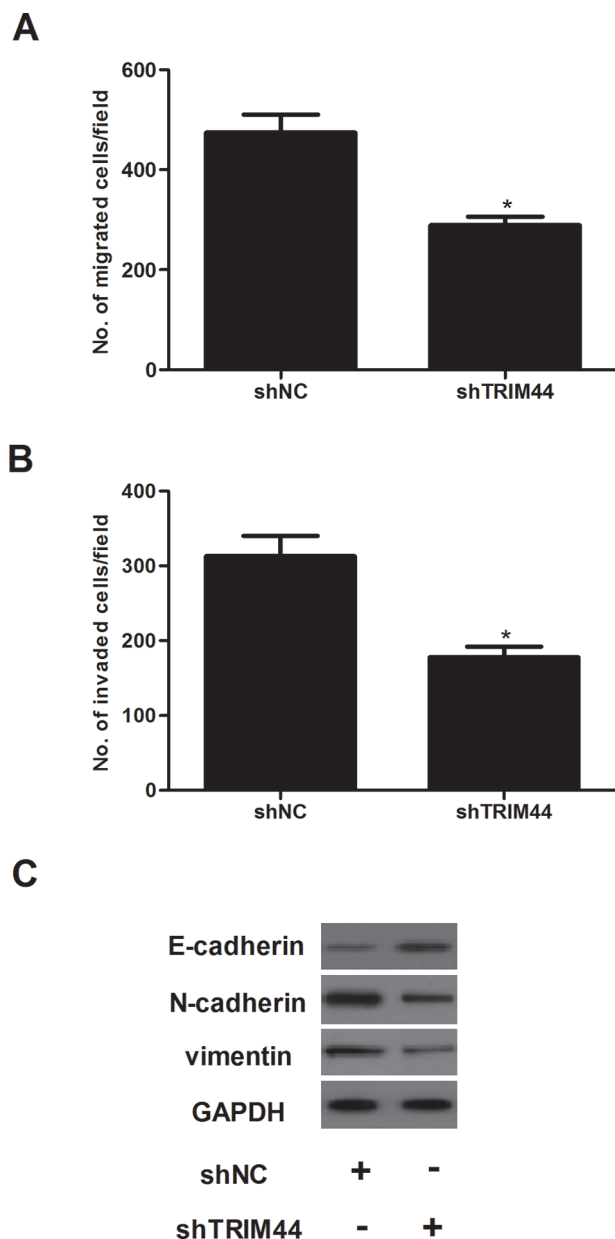 A
No. of migrated cells/field
600
400
200
0
*
shNC
shTRIM44
B
No. of invaded cells/field
400
300
200
100
0
*
shNC
shTRIM44
C
E-cadherin
N-cadherin
vimentin
GAPDH
shNC + -
shTRIM44 - +